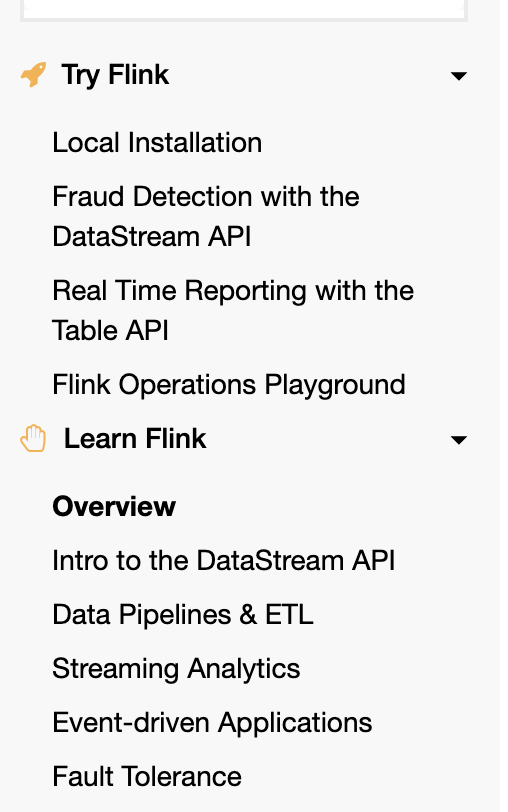 Try Flink
Local Installation
Fraud Detection with the
DataStream API
Real Time Reporting with the
Table API
Flink Operations Playground
Learn Flink
Overview
Intro to the DataStream API
Data Pipelines & ETL
Streaming Analytics
Event-driven Applications
Fault Tolerance